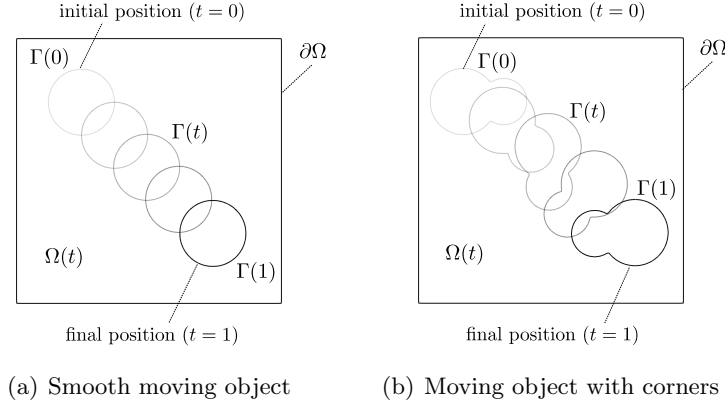 initial position (t = 0)
Γ(0)
∂Ω
Γ(t)
Ω(t)
Γ(1)
final position (t = 1)
(a) Smooth moving object
initial position (t = 0)
Γ(0)
∂Ω
Γ(t)
Γ(1)
Ω(t)
final position (t = 1)
(b) Moving object with corners